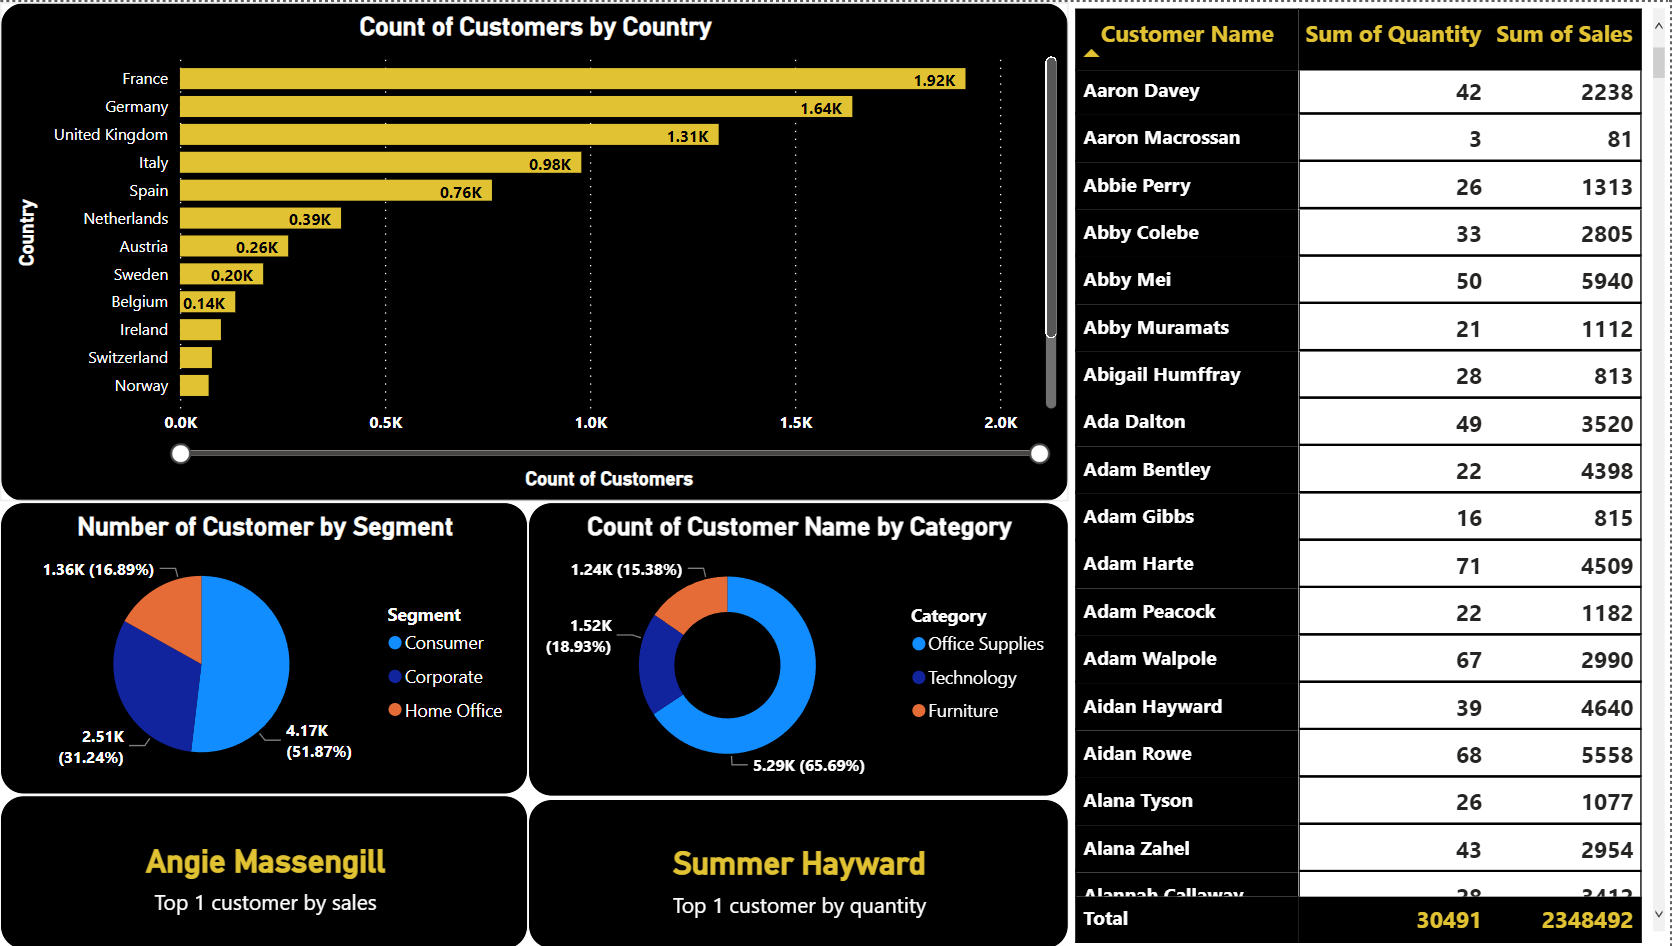 Count of Customers by Country
Country
France 1.92K
Germany 1.64K
United Kingdom 1.31K
Italy 0.98K
Spain 0.76K
Netherlands 0.39K
Austria 0.26K
Sweden 0.20K
Belgium 0.14K
Ireland
Switzerland
Norway
0.0K 0.5K 1.0K 1.5K 2.0K
Count of Customers
Number of Customer by Segment
1.36K (16.89%)
2.51K
(31.24%)
4.17K
(51.87%)
Segment
Consumer
Corporate
Home Office
Count of Customer Name by Category
1.24K (15.38%)
1.52K
(18.93%)
5.29K (65.69%)
Category
Office Supplies
Technology
Furniture
Angie Massengill
Top 1 customer by sales
Summer Hayward
Top 1 customer by quantity
Customer Name Sum of Quantity Sum of Sales
Aaron Davey 42 2238
Aaron Macrossan 3 81
Abbie Perry 26 1313
Abby Colebe 33 2805
Abby Mei 50 5940
Abby Muramats 21 1112
Abigail Humffray 28 813
Ada Dalton 49 3520
Adam Bentley 22 4398
Adam Gibbs 16 815
Adam Harte 71 4509
Adam Peacock 22 1182
Adam Walpole 67 2990
Aidan Hayward 39 4640
Aidan Rowe 68 5558
Alana Tyson 26 1077
Alana Zahel 43 2954
Alannah Callaway 28 3412
Total 30491 2348492